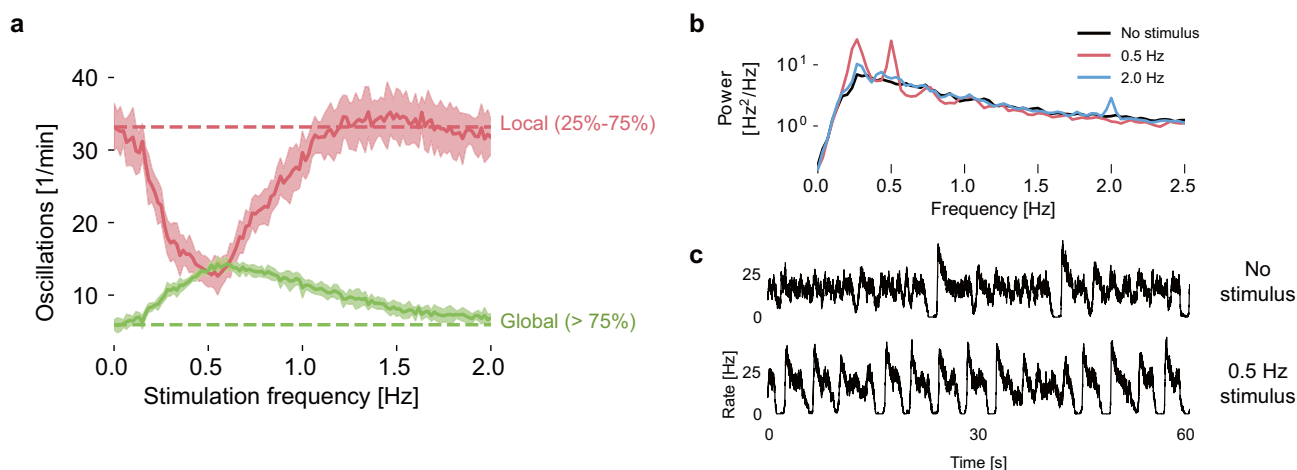 a
Oscillations [1/min]
40
30
20
10
0.0 0.5 1.0 1.5 2.0
Stimulation frequency [Hz]
Local (25%-75%)
Global (> 75%)
b
No stimulus
0.5 Hz
2.0 Hz
Power
[Hz²/Hz]
10¹
10⁰
0.0 0.5 1.0 1.5 2.0 2.5
Frequency [Hz]
c
25
0
No
stimulus
Rate [Hz]
25
0
0.5 Hz
stimulus
0 30 60
Time [s]